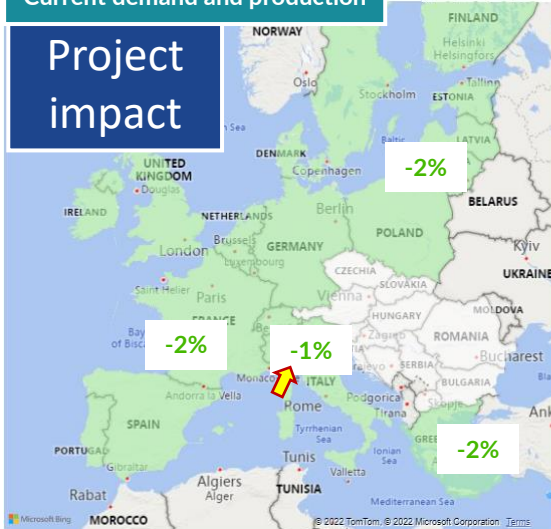 Current demand and production
Project
impact
NORWAY
FINLAND
Helsinki
Helsingfors
Oslo
Stockholm
Tallinn
ESTONIA
Sea
Baltic
LATVIA
DENMARK
Copenhagen
-2%
UNITED
KINGDOM
Douglas
BELARUS
IRELAND
NETHERLANDS
Berlin
POLAND
London
Brussels
GERMANY
Kyiv
Luxembourg
CZECHIA
UKRAINE
Saint Helier
Paris
SLOVAKIA
Vienna
FRANCE
HUNGARY
MOLDOVA
Bay
of Biscay
-2%
-1%
Zagreb
ROMANIA
Bucharest
SERBIA
Monaco
ITALY
BULGARIA
Andorra la Vella
Podgorica
Skopje
Rome
Tirana
Ank
SPAIN
Tyrrhenian
Sea
GREE
-2%
PORTUGAL
Ionian
Sea
Gibraltar
Tunis
Valletta
Algiers
Alger
Rabat
TUNISIA
Mediterranean Sea
MOROCCO
Microsoft Bing
© 2022 TomTom, © 2022 Microsoft Corporation Terms